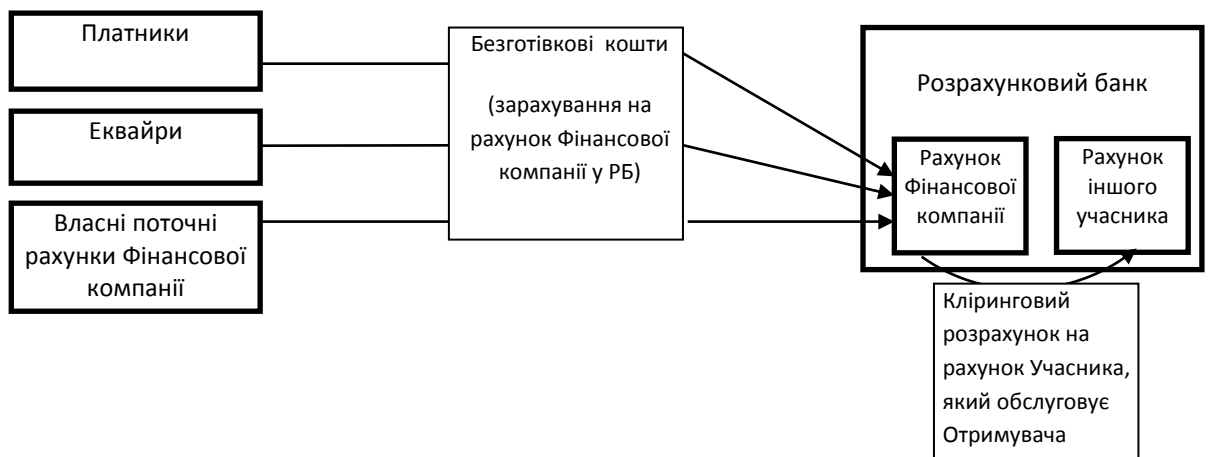 Платники
Еквайри
Власні поточні
рахунки Фінансової
компанії
Безготівкові кошти
(зарахування на
рахунок Фінансової
компанії у РБ)
Розрахунковий банк
Рахунок
Фінансової
компанії
Рахунок
іншого
учасника
Кліринговий
розрахунок на
рахунок Учасника,
який обслуговує
Отримувача